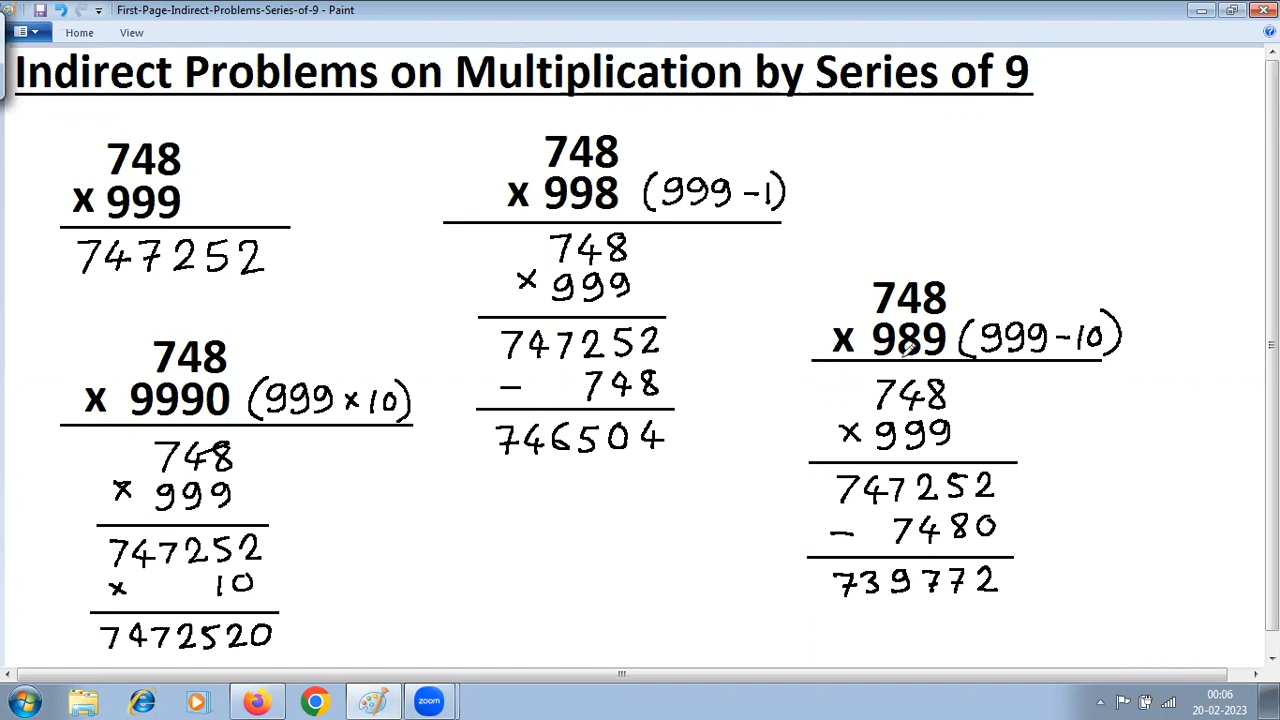 First-Page-Indirect-Problems-Series-of-9 - Paint
Home View
Indirect Problems on Multiplication by Series of 9
748
x 999
747252
748
x 9990 (999 x 10)
748
x 999
747252
x 10
7472520
748
x 998 (999 - 1)
748
x 999
747252
- 748
746504
748
x 989 (999 - 10)
748
x 999
747252
- 7480
739772
zoom
00:06
20-02-2023